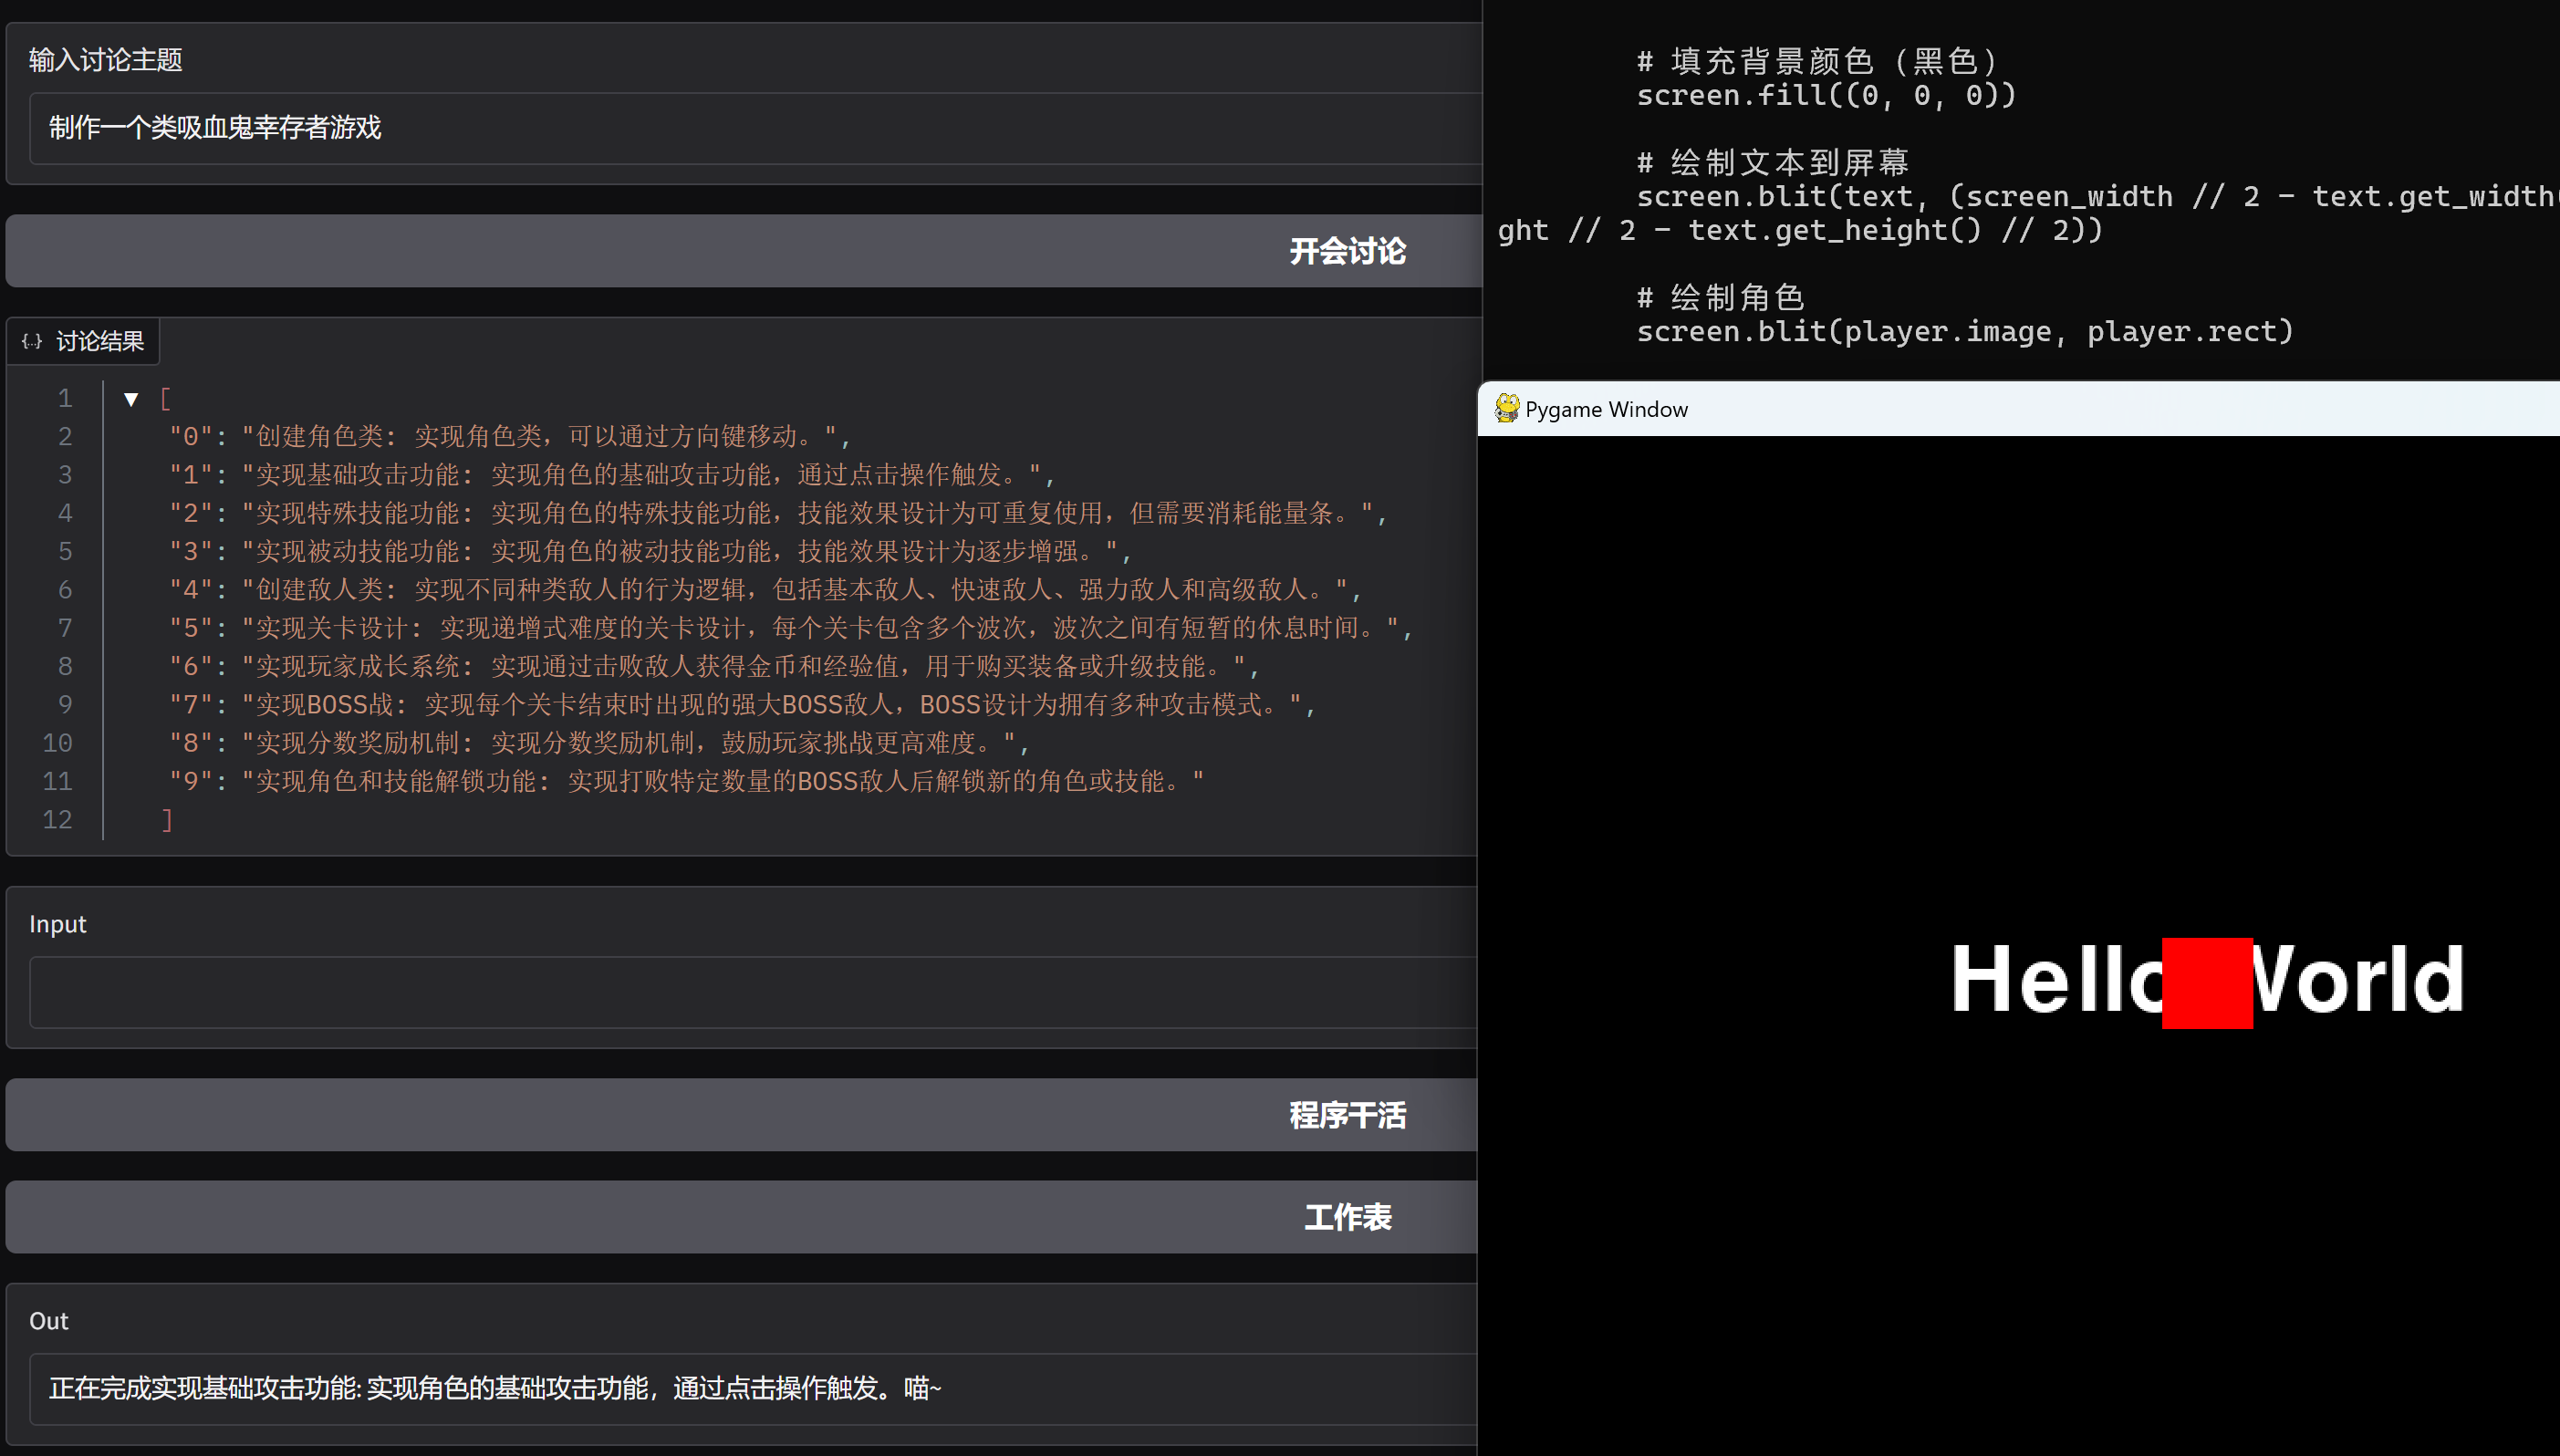 输入讨论主题
制作一个类吸血鬼幸存者游戏
开会讨论
{..} 讨论结果
1 ▼ [
2 "0": "创建角色类: 实现角色类，可以通过方向键移动。",
3 "1": "实现基础攻击功能: 实现角色的基础攻击功能，通过点击操作触发。",
4 "2": "实现特殊技能功能: 实现角色的特殊技能功能，技能效果设计为可重复使用，但需要消耗能量条。",
5 "3": "实现被动技能功能: 实现角色的被动技能功能，技能效果设计为逐步增强。",
6 "4": "创建敌人类: 实现不同种类敌人的行为逻辑，包括基本敌人、快速敌人、强力敌人和高级敌人。",
7 "5": "实现关卡设计: 实现递增式难度的关卡设计，每个关卡包含多个波次，波次之间有短暂的休息时间。",
8 "6": "实现玩家成长系统: 实现通过击败敌人获得金币和经验值，用于购买装备或升级技能。",
9 "7": "实现BOSS战: 实现每个关卡结束时出现的强大BOSS敌人，BOSS设计为拥有多种攻击模式。",
10 "8": "实现分数奖励机制: 实现分数奖励机制，鼓励玩家挑战更高难度。",
11 "9": "实现角色和技能解锁功能: 实现打败特定数量的BOSS敌人后解锁新的角色或技能。"
12 ]
Input
程序干活
工作表
Out
正在完成实现基础攻击功能: 实现角色的基础攻击功能，通过点击操作触发。喵~
# 填充背景颜色（黑色）
screen.fill((0, 0, 0))
# 绘制文本到屏幕
screen.blit(text, (screen_width // 2 - text.get_width(
ght // 2 - text.get_height() // 2))
# 绘制角色
screen.blit(player.image, player.rect)
Pygame Window
Hello World